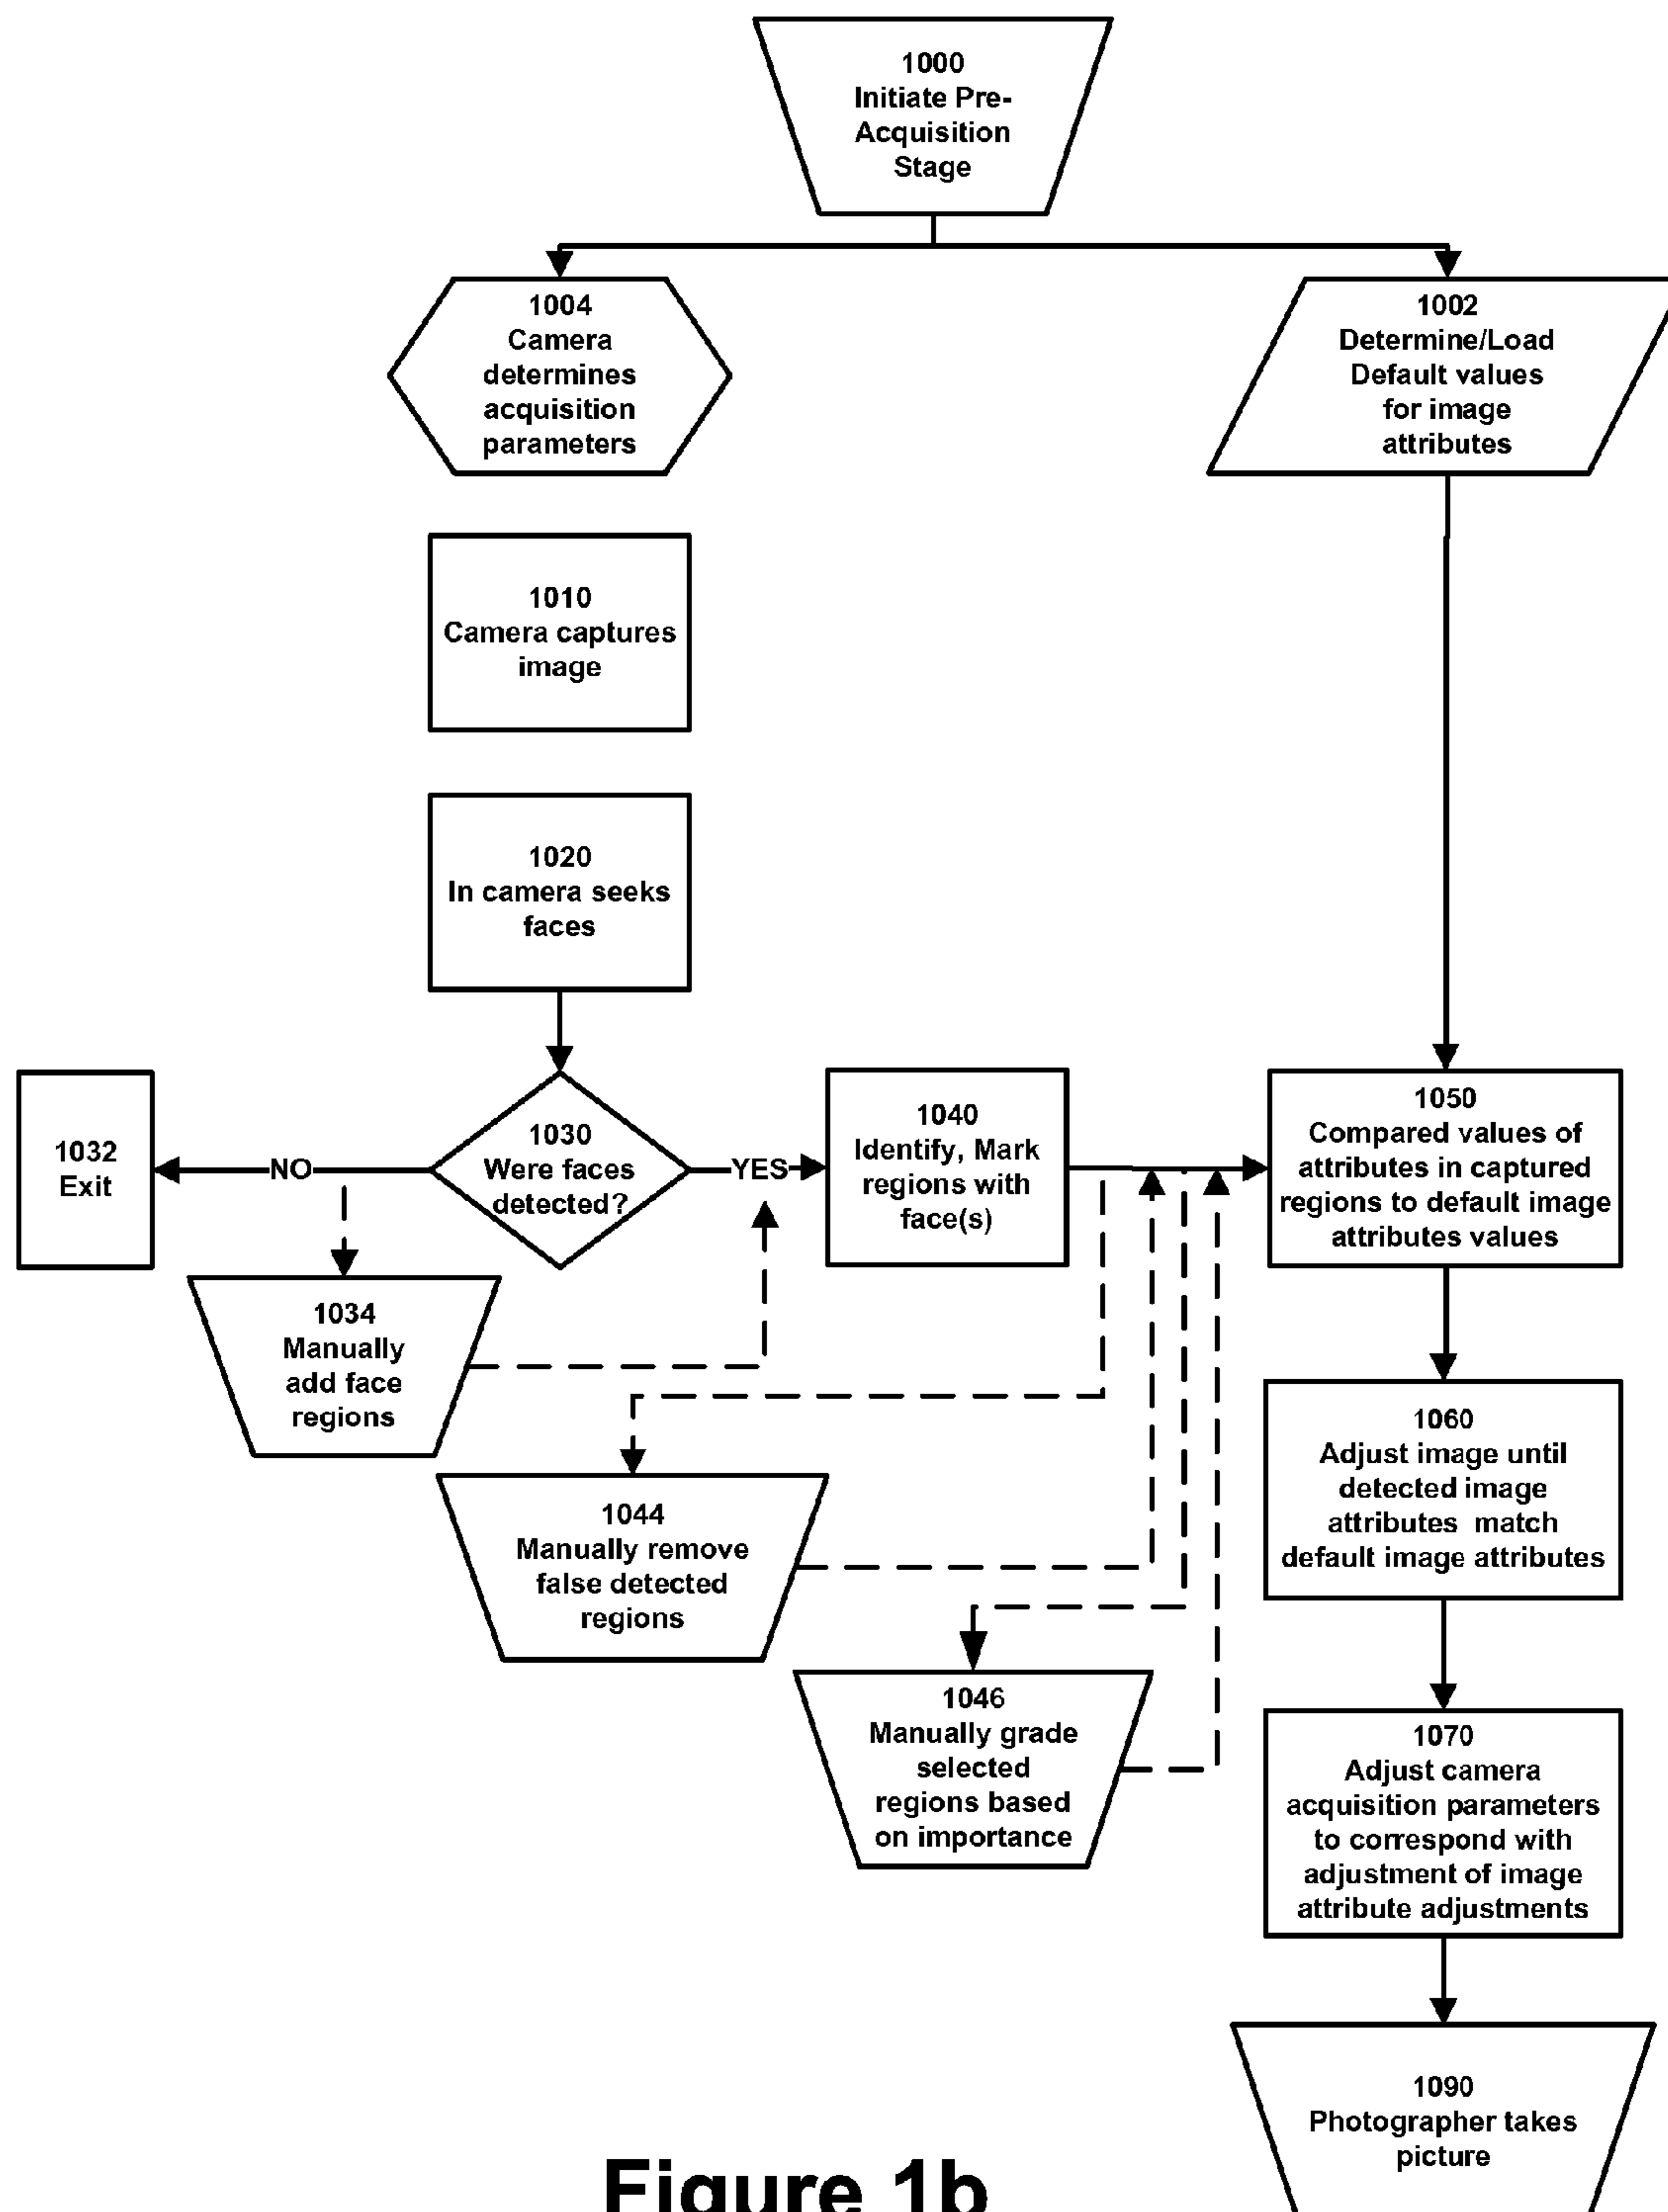 1000
Initiate Pre-
Acquisition
Stage
1004
Camera
determines
acquisition
parameters
1002
Determine/Load
Default values
for image
attributes
1010
Camera captures
image
1020
In camera seeks
faces
1032
Exit
NO
1030
Were faces
detected?
YES
1040
Identify, Mark
regions with
face(s)
1050
Compared values of
attributes in captured
regions to default image
attributes values
1034
Manually
add face
regions
1060
Adjust image until
detected image
attributes match
default image attributes
1044
Manually remove
false detected
regions
1046
Manually grade
selected
regions based
on importance
1070
Adjust camera
acquisition parameters
to correspond with
adjustment of image
attribute adjustments
1090
Photographer takes
picture
Figure 1b